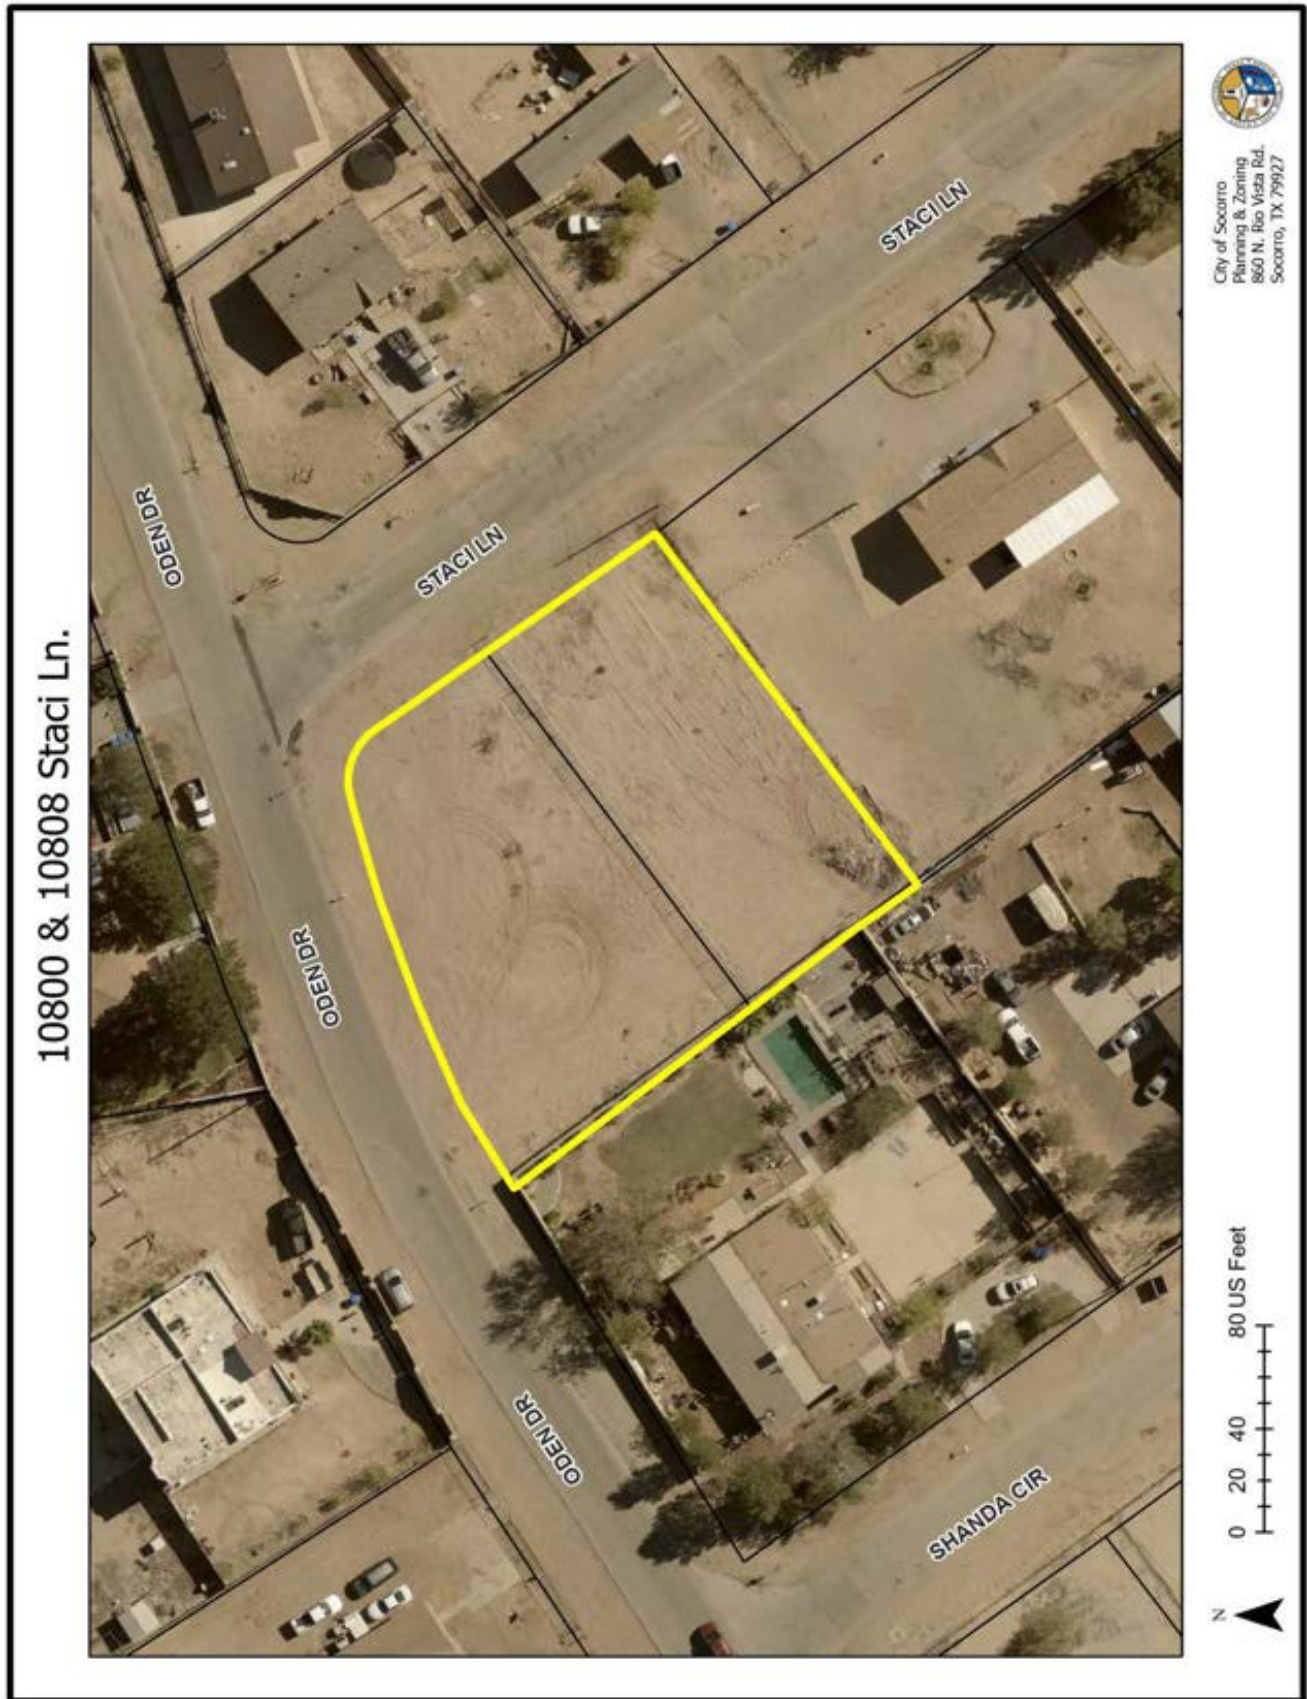 10800 & 10808 Staci Ln.
ODEN DR
STACI LN
STACI LN
ODEN DR
ODEN DR
SHANDA CIR
N
0 20 40 80 US Feet
City of Socorro
Planning & Zoning
860 N. Rio Vista Rd.
Socorro, TX 79927